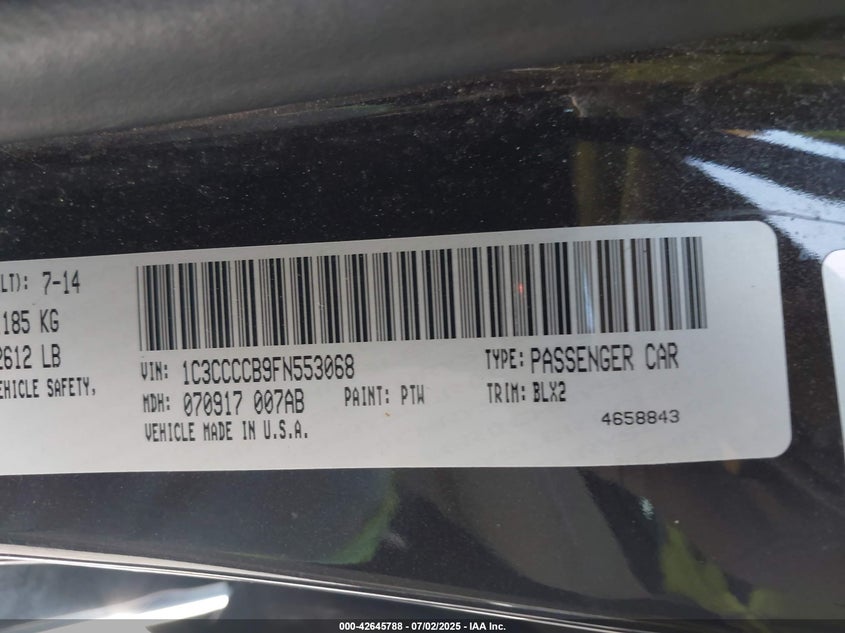 LT): 7-14
185 KG
2612 LB
EHICLE SAFETY,
VIN: 1C3CCCCB9FN553068
TYPE: PASSENGER CAR
MDH: 070917 007AB
PAINT: PTW
TRIM: BLX2
VEHICLE MADE IN U.S.A.
4658843
000-42645788 - 07/02/2025 - IAA Inc.